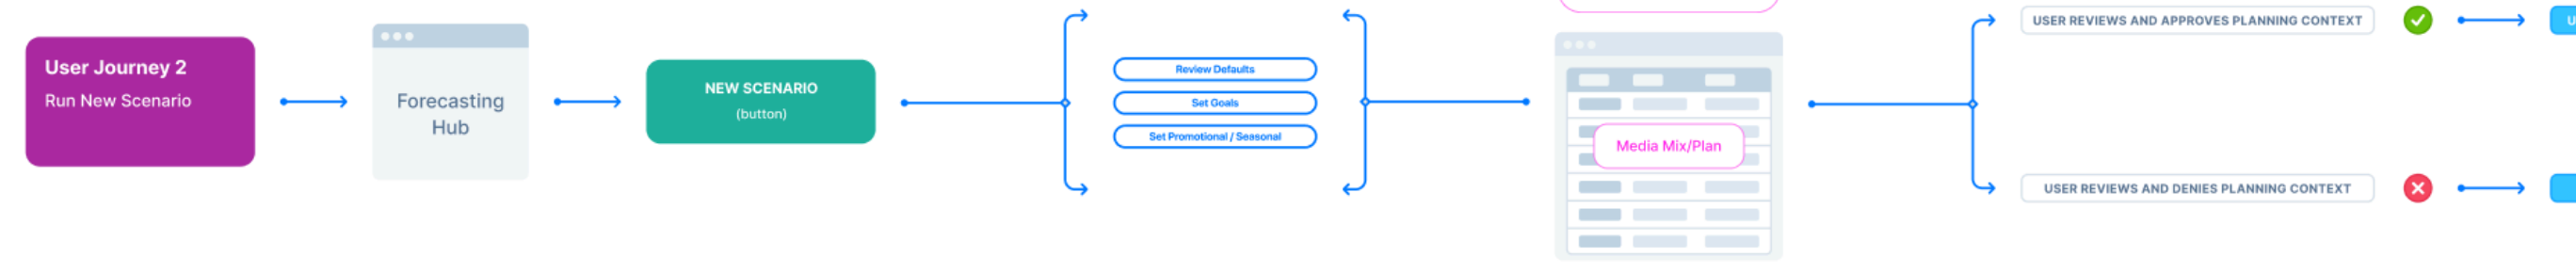 User Journey 2
Run New Scenario
Forecasting
Hub
NEW SCENARIO
(button)
Review Defaults
Set Goals
Set Promotional / Seasonal
Media Mix/Plan
USER REVIEWS AND APPROVES PLANNING CONTEXT
USER REVIEWS AND DENIES PLANNING CONTEXT